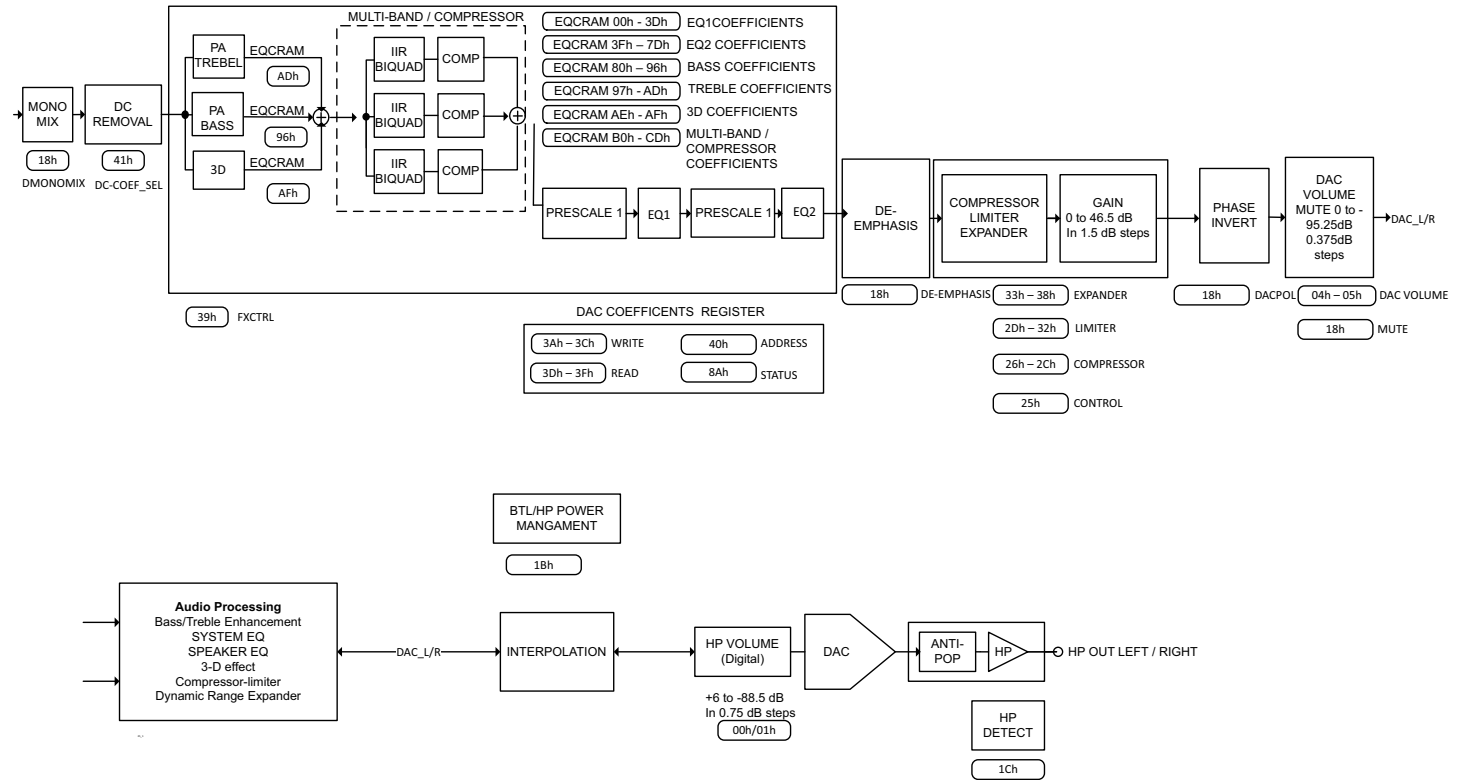 MULTI-BAND / COMPRESSOR
EQCRAM 00h - 3Dh EQ1COEFFICIENTS
EQCRAM 3Fh – 7Dh EQ2 COEFFICIENTS
EQCRAM 80h – 96h BASS COEFFICIENTS
EQCRAM 97h - ADh TREBLE COEFFICIENTS
EQCRAM AEh - AFh 3D COEFFICIENTS
EQCRAM B0h - CDh MULTI-BAND /
COMPRESSOR
COEFFICIENTS
MONO
MIX
18h
DMONOMIX
DC
REMOVAL
41h
DC-COEF_SEL
PA
TREBEL
EQCRAM
ADh
PA
BASS
EQCRAM
96h
3D
EQCRAM
AFh
IIR
BIQUAD
COMP
IIR
BIQUAD
COMP
IIR
BIQUAD
COMP
PRESCALE 1
EQ1
PRESCALE 1
EQ2
39h FXCTRL
DAC COEFFICENTS REGISTER
3Ah – 3Ch WRITE
40h ADDRESS
3Dh – 3Fh READ
8Ah STATUS
DE-
EMPHASIS
18h DE-EMPHASIS
COMPRESSOR
LIMITER
EXPANDER
GAIN
0 to 46.5 dB
In 1.5 dB steps
33h – 38h EXPANDER
2Dh – 32h LIMITER
26h – 2Ch COMPRESSOR
25h CONTROL
PHASE
INVERT
18h DACPOL
DAC
VOLUME
MUTE 0 to -
95.25dB
0.375dB
steps
DAC_L/R
04h – 05h DAC VOLUME
18h MUTE
BTL/HP POWER
MANGAMENT
1Bh
Audio Processing
Bass/Treble Enhancement
SYSTEM EQ
SPEAKER EQ
3-D effect
Compressor-limiter
Dynamic Range Expander
DAC_L/R
INTERPOLATION
HP VOLUME
(Digital)
+6 to -88.5 dB
In 0.75 dB steps
00h/01h
DAC
ANTI-
POP
HP
HP OUT LEFT / RIGHT
HP
DETECT
1Ch